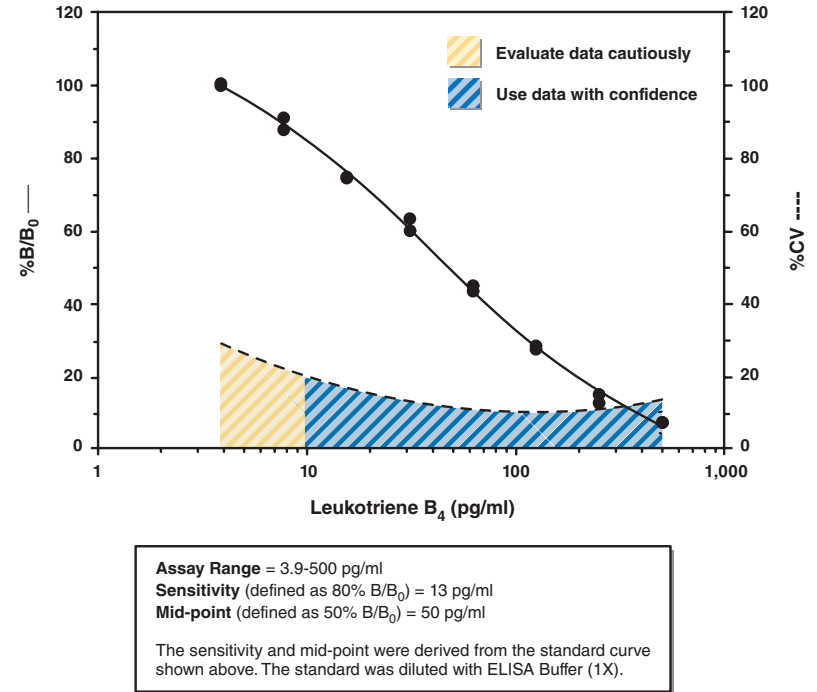 120
100
80
60
40
20
0
%B/B0 ——
Evaluate data cautiously
Use data with confidence
120
100
80
60
40
20
0
%CV ----
1
10
100
1,000
Leukotriene B4 (pg/ml)
Assay Range = 3.9-500 pg/ml
Sensitivity (defined as 80% B/B0) = 13 pg/ml
Mid-point (defined as 50% B/B0) = 50 pg/ml
The sensitivity and mid-point were derived from the standard curve
shown above. The standard was diluted with ELISA Buffer (1X).